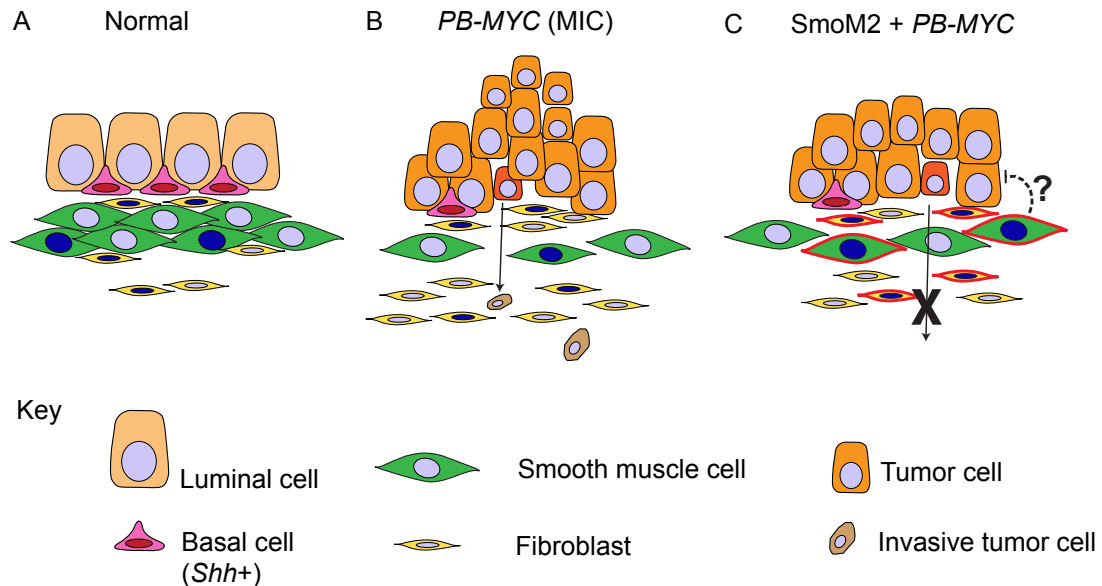 A Normal
B PB-MYC (MIC)
C SmoM2 + PB-MYC
?
X
Key
Luminal cell
Smooth muscle cell
Tumor cell
Basal cell
(Shh+)
Fibroblast
Invasive tumor cell